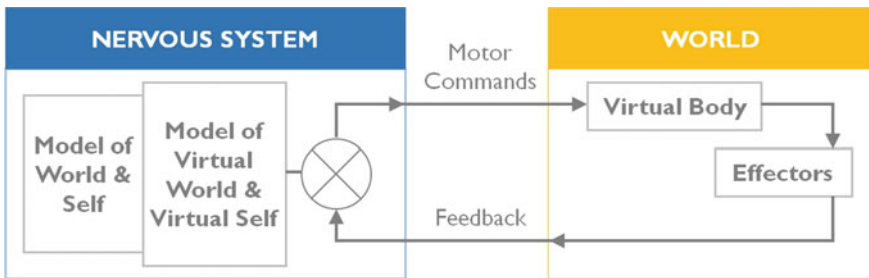 NERVOUS SYSTEM
WORLD
Motor
Commands
Virtual Body
Model of
World &
Self
Model of
Virtual
World &
Virtual Self
Effectors
Feedback